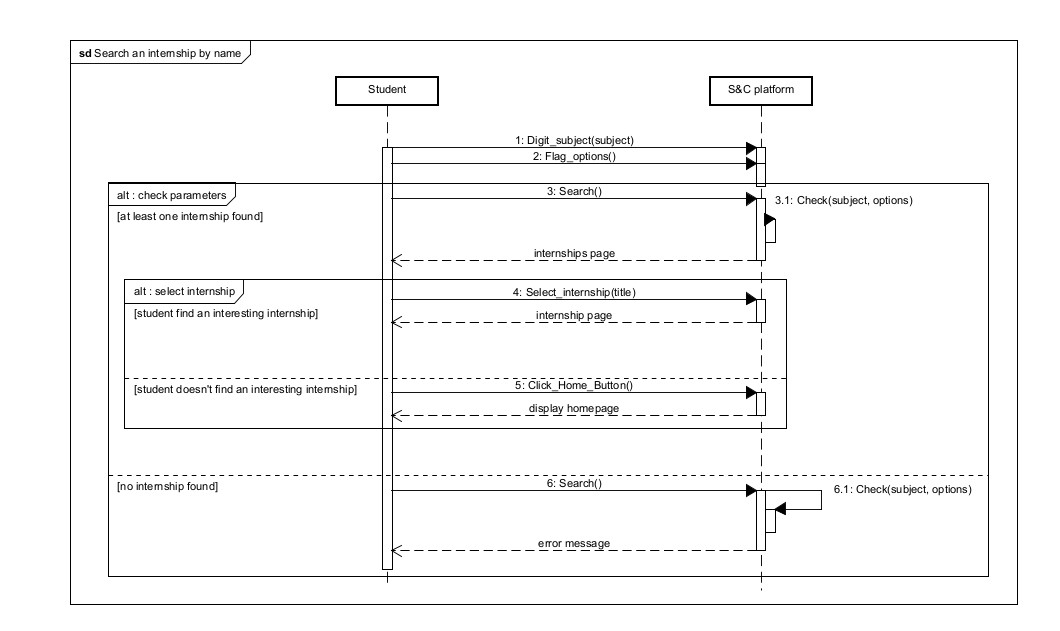 sd Search an internship by name
Student
S&C platform
1: Digit_subject(subject)
2: Flag_options()
alt : check parameters
3: Search()
3.1: Check(subject, options)
[at least one internship found]
internships page
alt : select internship
4: Select_internship(title)
[student find an interesting internship]
internship page
5: Click_Home_Button()
[student doesn't find an interesting internship]
display homepage
6: Search()
[no internship found]
6.1: Check(subject, options)
error message